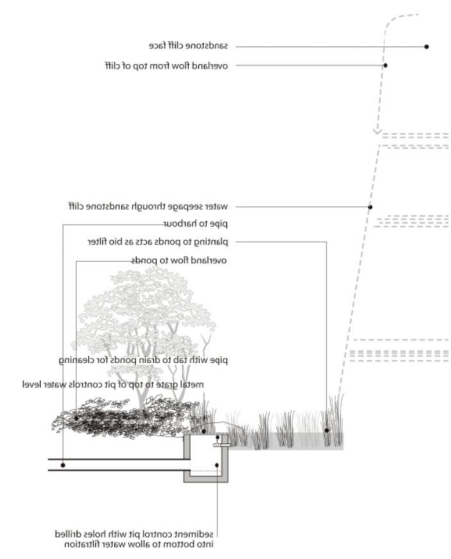 sandstone cliff face
overland flow from top of cliff
water seepage through sandstone cliff
pipe to harbour
planting to ponds acts as bio filter
overland flow to ponds
pipe with tab to drain ponds for cleaning
metal grate to top of pit controls water level
sediment control pit with holes drilled
into bottom to allow water filtration